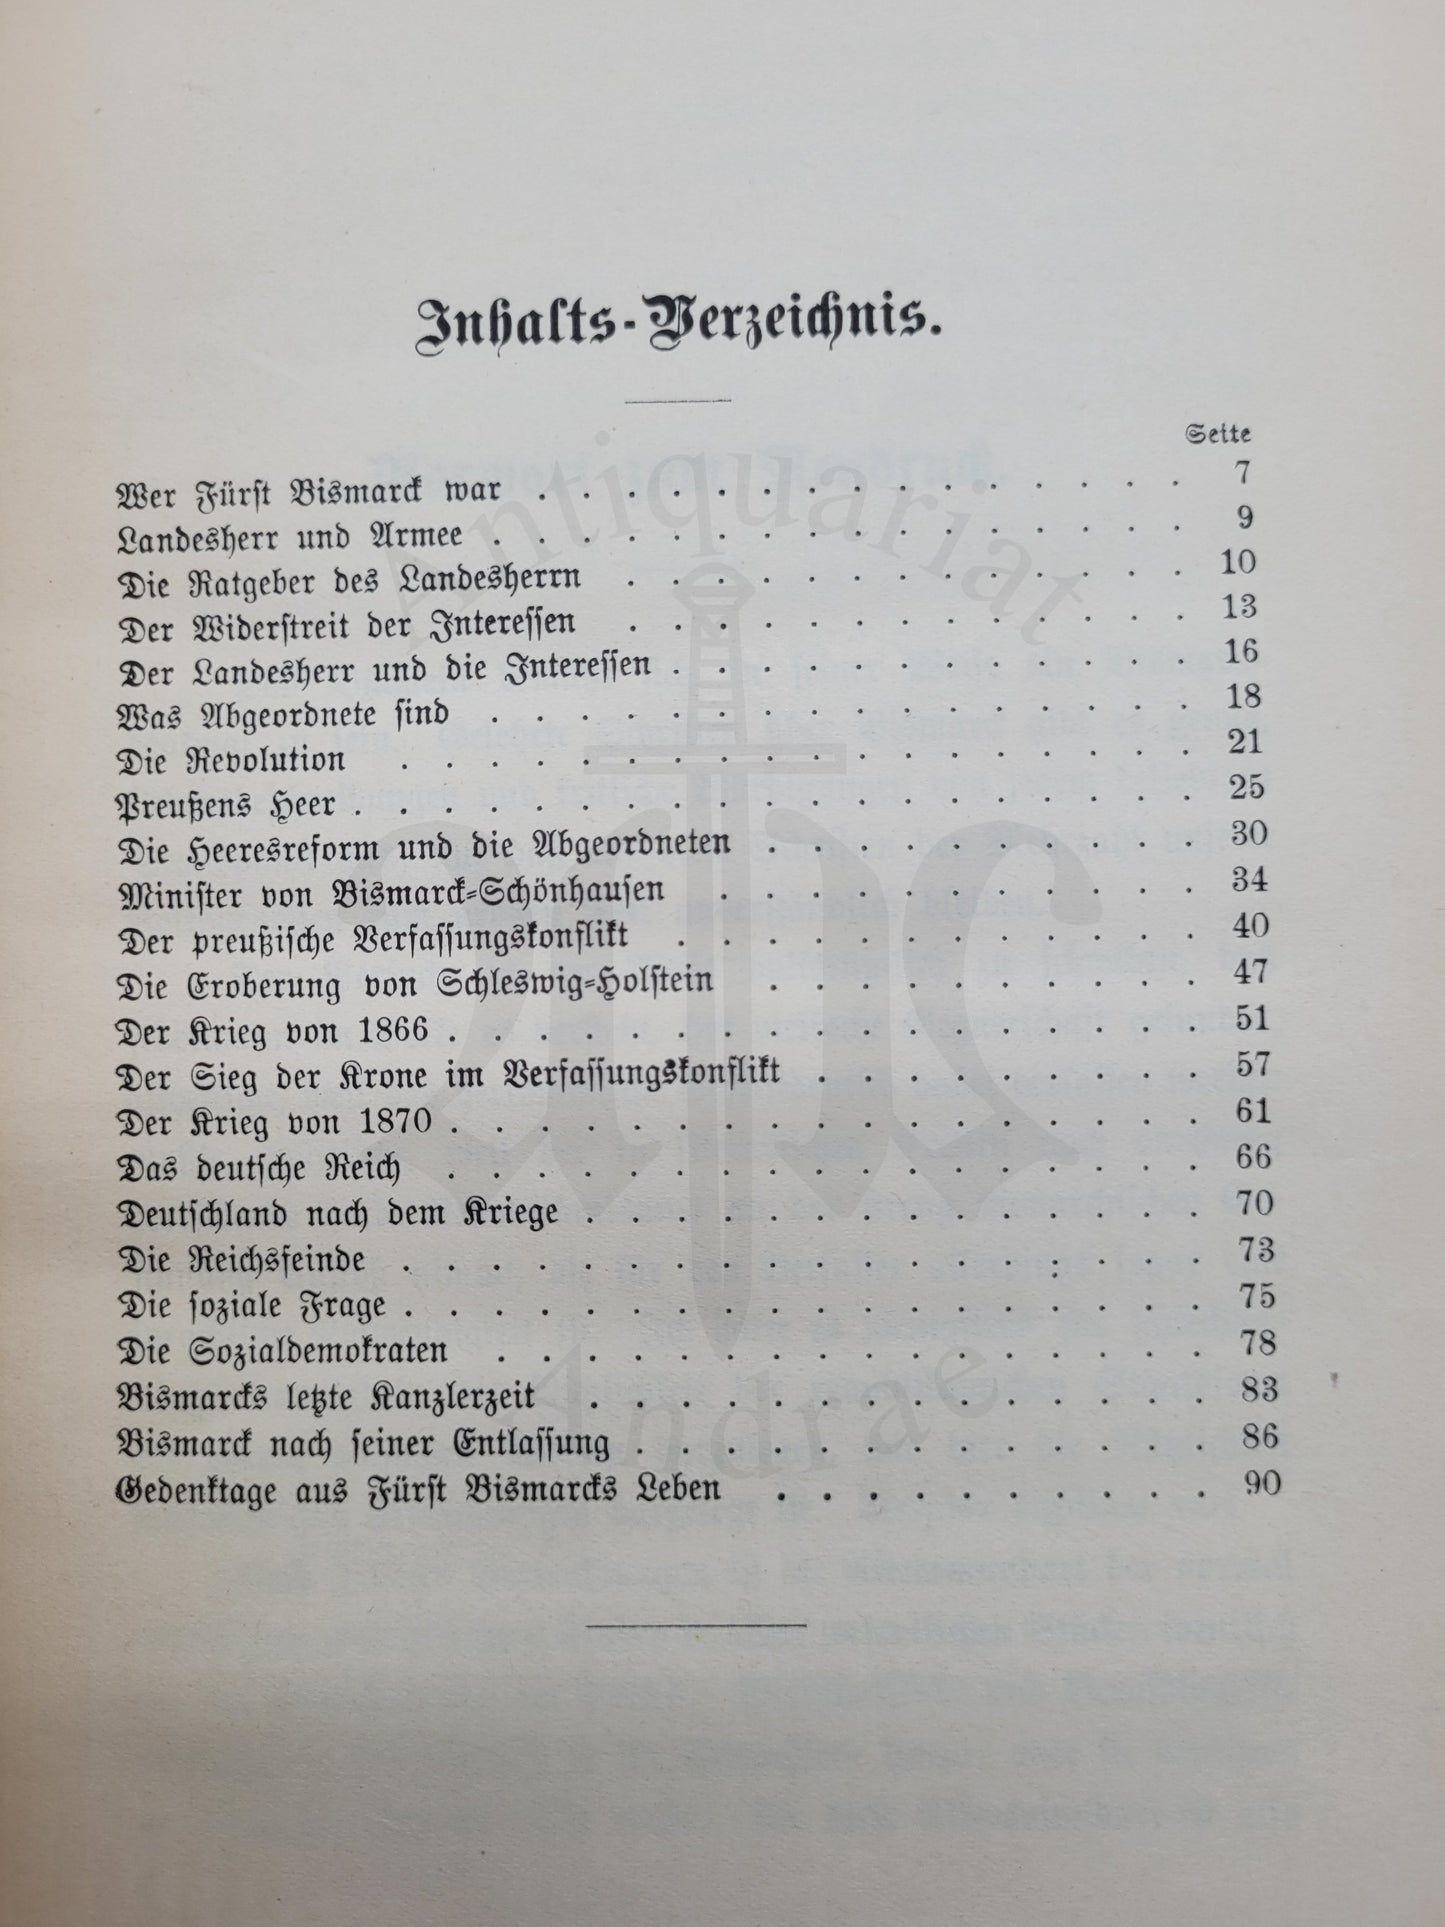 Inhalts-Verzeichnis.
Seite
Wer Fürſt Bismarck war . . . . . . . . . . . . . . . 7
Landesherr und Armee . . . . . . . . . . . . . . . . 9
Die Ratgeber des Landesherrn . . . . . . . . . . . . . 10
Der Widerſtreit der Intereſſen . . . . . . . . . . . . . 13
Der Landesherr und die Intereſſen . . . . . . . . . . . . 16
Was Abgeordnete ſind . . . . . . . . . . . . . . . . 18
Die Revolution . . . . . . . . . . . . . . . . . . 21
Preußens Heer . . . . . . . . . . . . . . . . . . . 25
Die Heeresreform und die Abgeordneten . . . . . . . . . . 30
Miniſter von Bismarck-Schönhauſen . . . . . . . . . . . 34
Der preußiſche Verfaſſungskonflikt . . . . . . . . . . . . 40
Die Eroberung von Schleswig-Holſtein . . . . . . . . . . 47
Der Krieg von 1866 . . . . . . . . . . . . . . . . . 51
Der Sieg der Krone im Verfaſſungskonflikt . . . . . . . . . 57
Der Krieg von 1870 . . . . . . . . . . . . . . . . . 61
Das deutſche Reich . . . . . . . . . . . . . . . . . 66
Deutſchland nach dem Kriege . . . . . . . . . . . . . . 70
Die Reichsfeinde . . . . . . . . . . . . . . . . . . 73
Die ſoziale Frage . . . . . . . . . . . . . . . . . . 75
Die Sozialdemokraten . . . . . . . . . . . . . . . . 78
Bismarcks letzte Kanzlerzeit . . . . . . . . . . . . . . 83
Bismarck nach ſeiner Entlaſſung . . . . . . . . . . . . . 86
Gedenktage aus Fürſt Bismarcks Leben . . . . . . . . . . 90
Antiquariat
Andrae